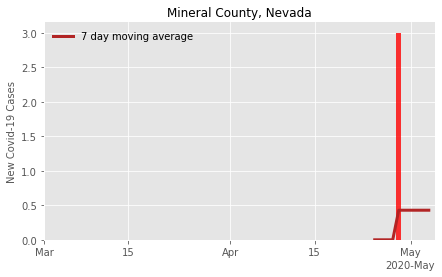 Mineral County, Nevada
7 day moving average
New Covid-19 Cases
3.0
2.5
2.0
1.5
1.0
0.5
0.0
Mar 15 Apr 15 May
2020-May